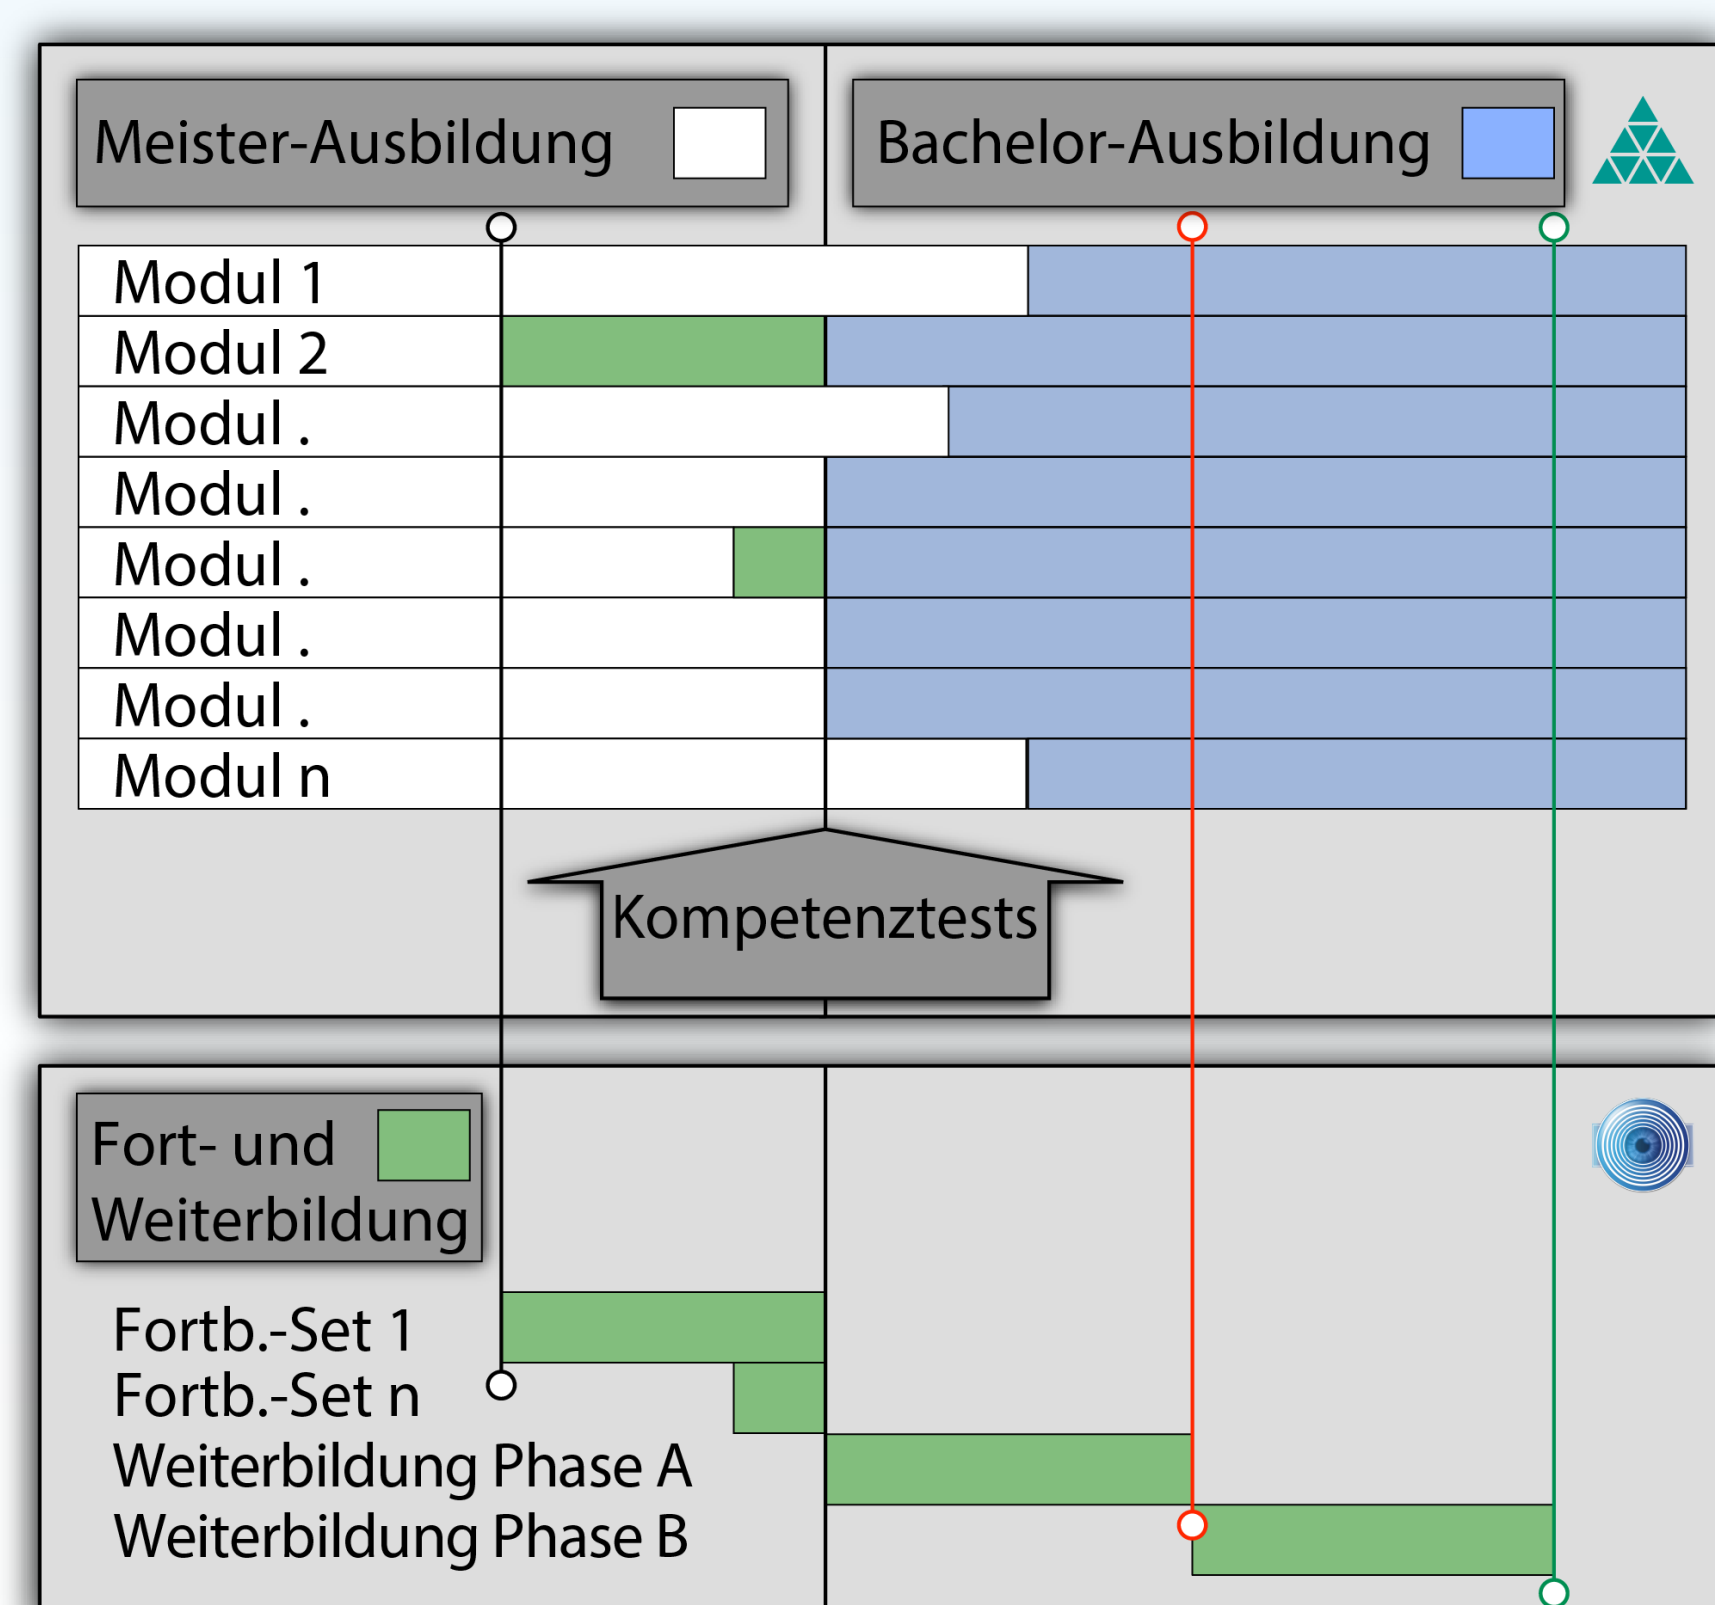 Meister-Ausbildung
Bachelor-Ausbildung
Modul 1
Modul 2
Modul .
Modul .
Modul .
Modul .
Modul .
Modul n
Kompetenztests
Fort- und
Weiterbildung
Fortb.-Set 1
Fortb.-Set n
Weiterbildung Phase A
Weiterbildung Phase B